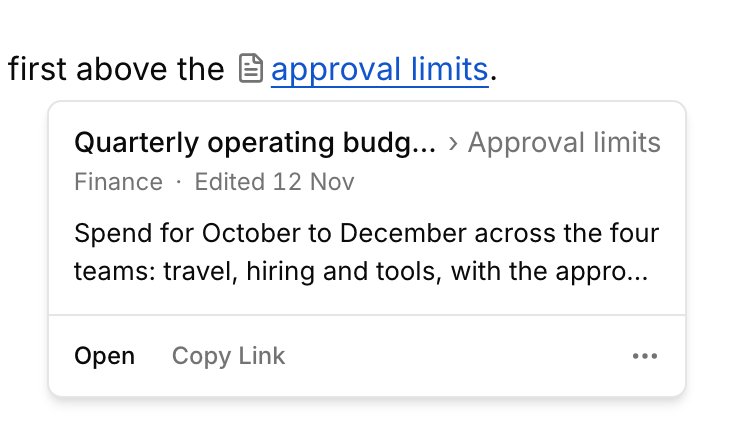 first above the approval limits.
Quarterly operating budg... › Approval limits
Finance · Edited 12 Nov
Spend for October to December across the four
teams: travel, hiring and tools, with the appro...
Open Copy Link